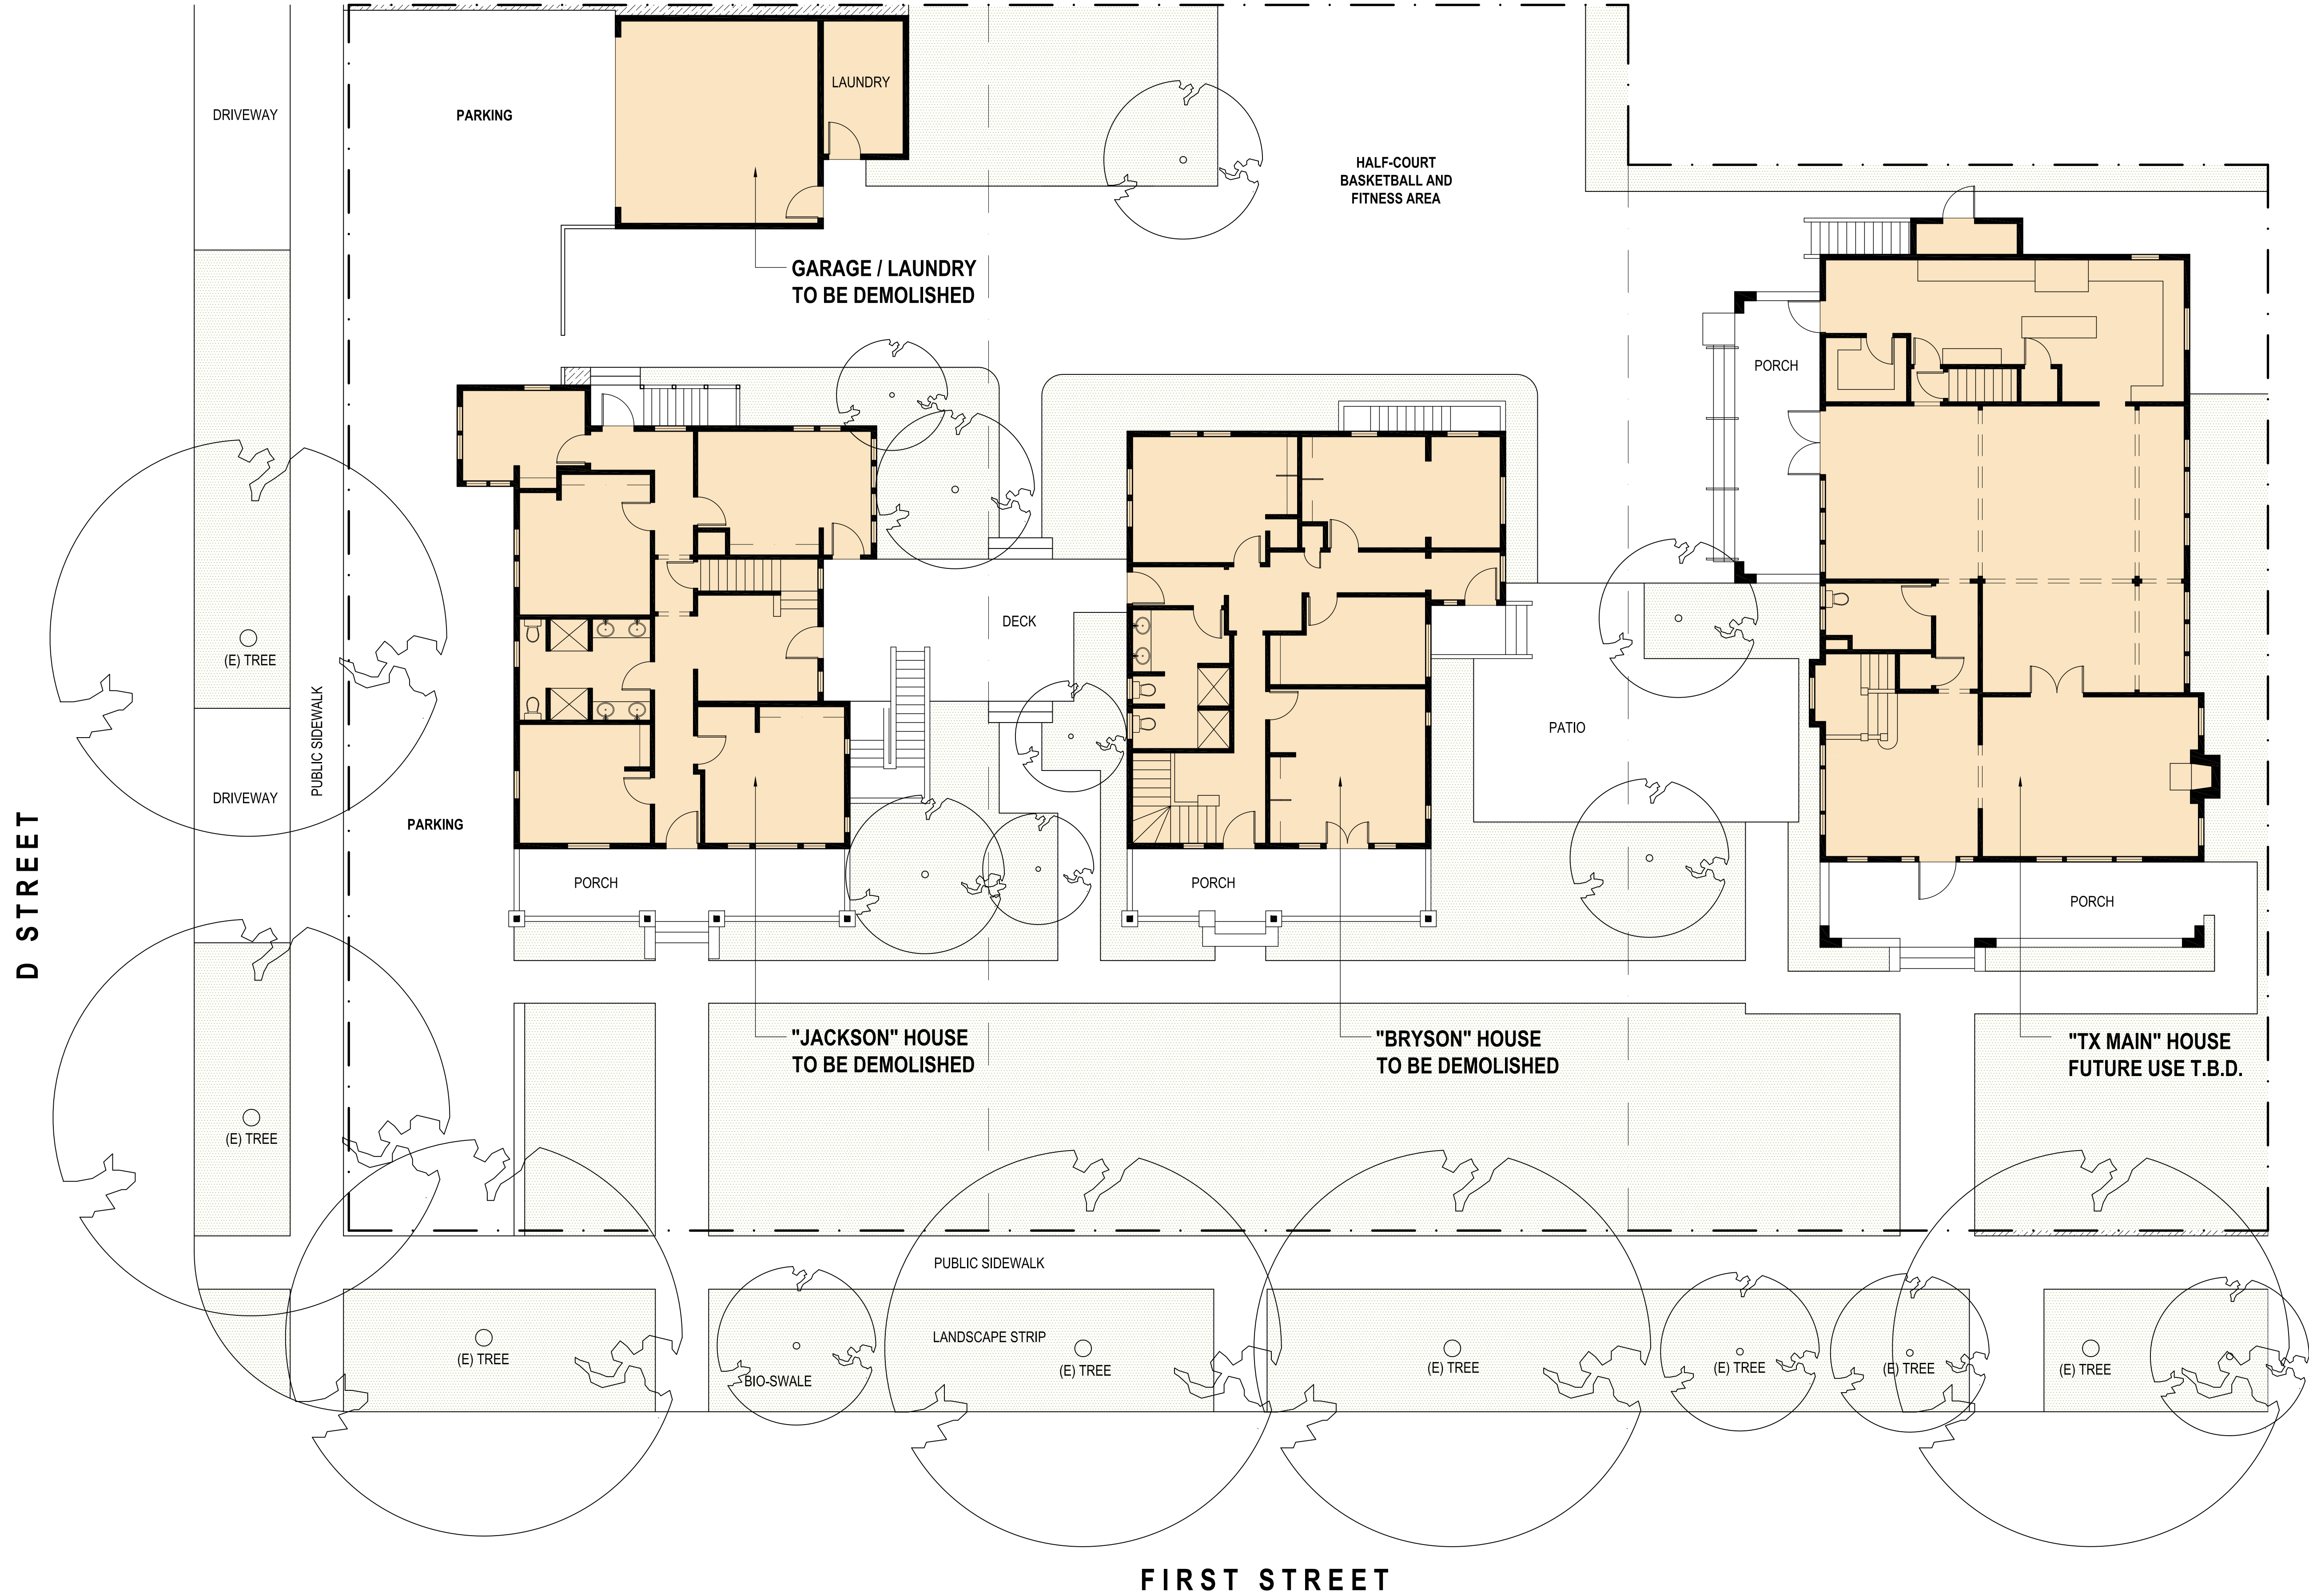 DRIVEWAY
PARKING
LAUNDRY
HALF-COURT
BASKETBALL AND
FITNESS AREA
GARAGE / LAUNDRY
TO BE DEMOLISHED
PORCH
DECK
(E) TREE
PUBLIC SIDEWALK
PATIO
DRIVEWAY
PARKING
D STREET
PORCH
PORCH
PORCH
"JACKSON" HOUSE
TO BE DEMOLISHED
"BRYSON" HOUSE
TO BE DEMOLISHED
"TX MAIN" HOUSE
FUTURE USE T.B.D.
(E) TREE
PUBLIC SIDEWALK
LANDSCAPE STRIP
(E) TREE
BIO-SWALE
(E) TREE
(E) TREE
(E) TREE
(E) TREE
(E) TREE
FIRST STREET